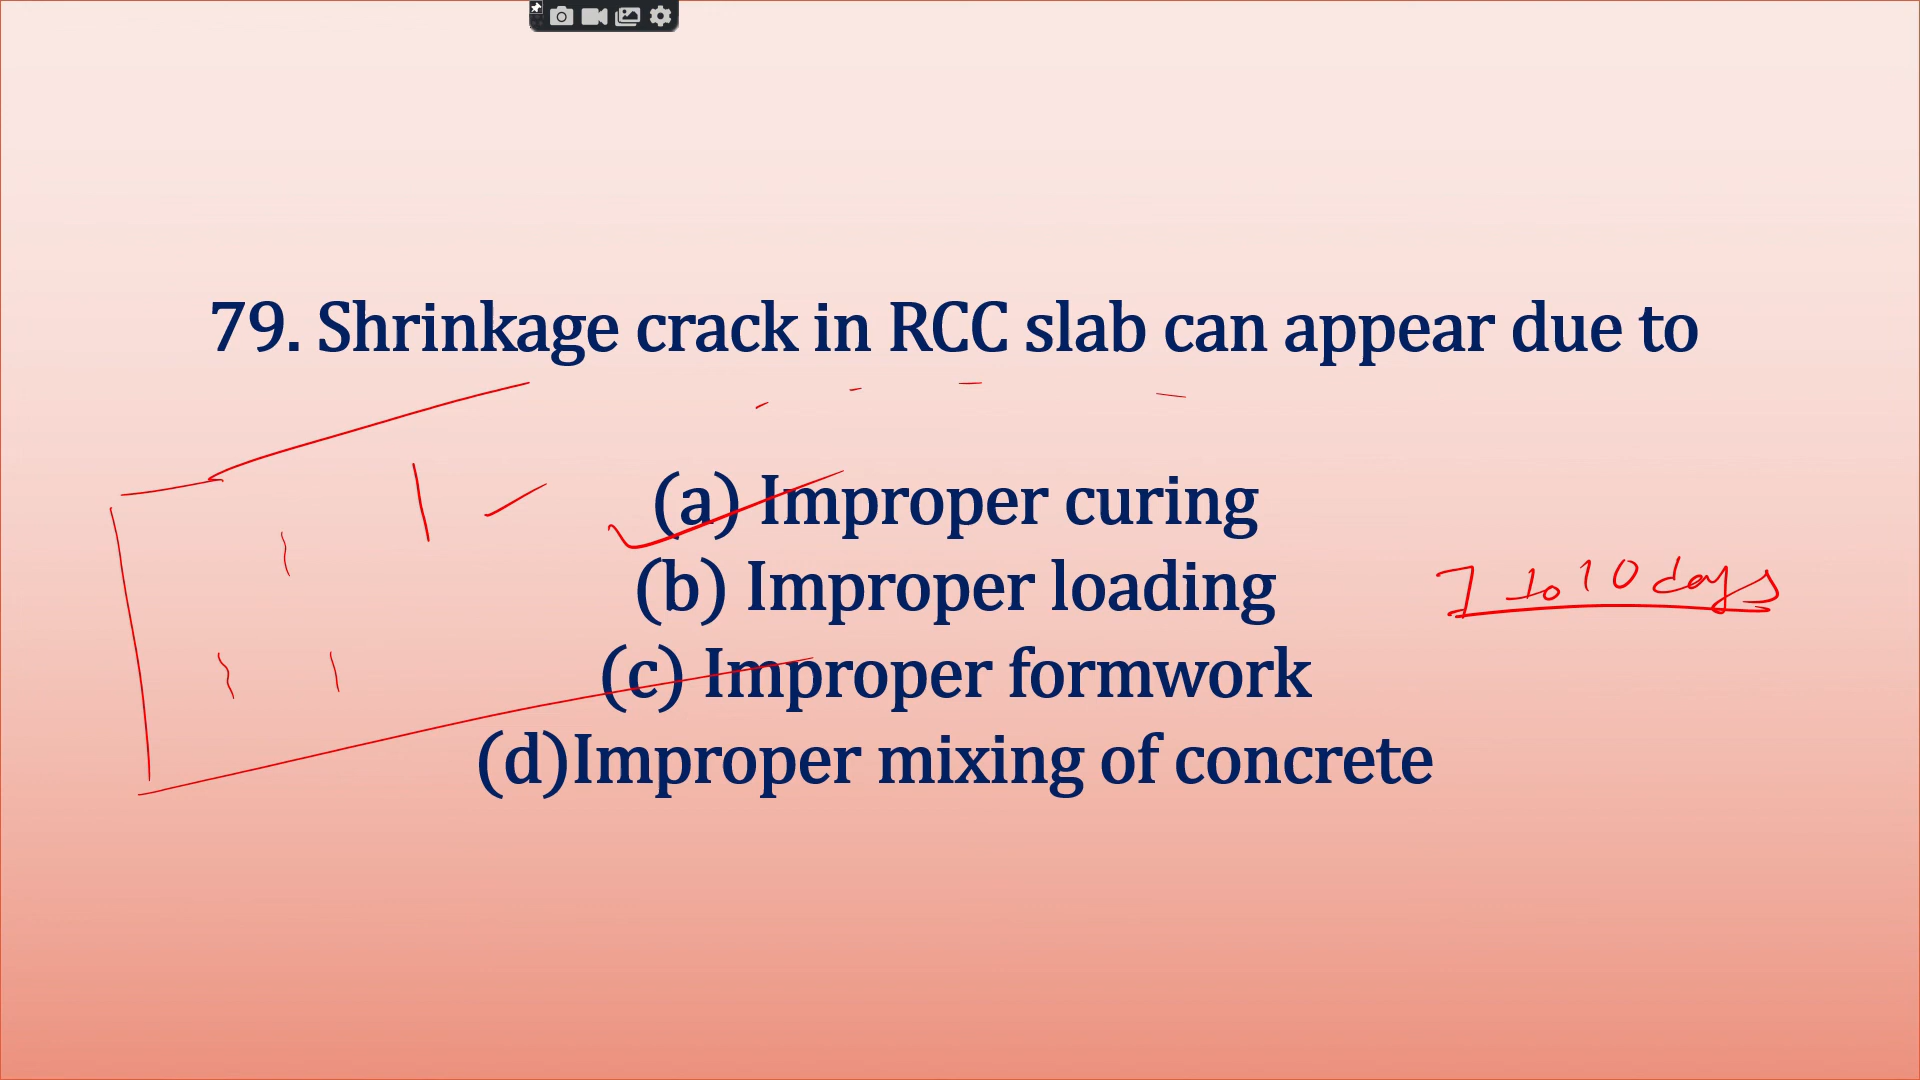 79. Shrinkage crack in RCC slab can appear due to
(a) Improper curing
(b) Improper loading
7 to 10 days
(c) Improper formwork
(d)Improper mixing of concrete